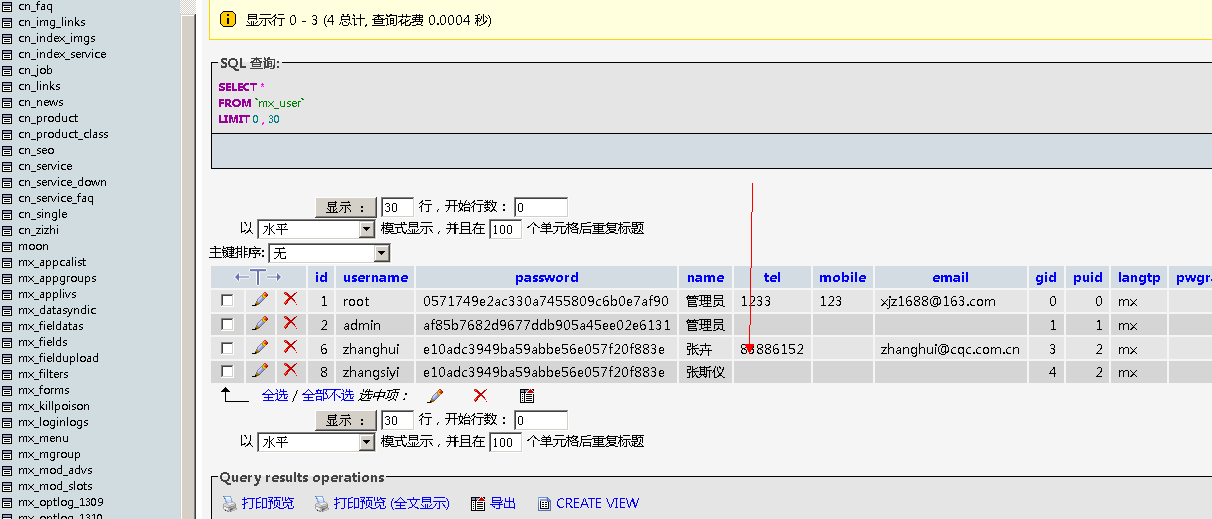 cn_faq
cn_img_links
cn_index_imgs
cn_index_service
cn_job
cn_links
cn_news
cn_product
cn_product_class
cn_seo
cn_service
cn_service_down
cn_service_faq
cn_single
cn_zizhi
moon
mx_appcalist
mx_appgroups
mx_applivs
mx_datasyndic
mx_fieldatas
mx_fields
mx_fieldupload
mx_filters
mx_forms
mx_killpoison
mx_loginlogs
mx_menu
mx_mgroup
mx_mod_advs
mx_mod_slots
mx_optlog_1309
mx_optlog_1310
显示行 0 - 3 (4 总计, 查询花费 0.0004 秒)
SQL 查询:
SELECT *
FROM `mx_user`
LIMIT 0 , 30
显示 : 30 行，开始行数: 0
以 水平 模式显示，并且在 100 个单元格后重复标题
主键排序: 无
←T→ id username password name tel mobile email gid puid langtp pwgra
1 root 0571749e2ac330a7455809c6b0e7af90 管理员 1233 123 xjz1688@163.com 0 0 mx
2 admin af85b7682d9677ddb905a45ee02e6131 管理员 1 1 mx
6 zhanghui e10adc3949ba59abbe56e057f20f883e 张卉 83886152 zhanghui@cqc.com.cn 3 2 mx
8 zhangsiyi e10adc3949ba59abbe56e057f20f883e 张斯仪 4 2 mx
全选 / 全部不选 选中项：
显示 : 30 行，开始行数: 0
以 水平 模式显示，并且在 100 个单元格后重复标题
Query results operations
打印预览 打印预览 (全文显示) 导出 CREATE VIEW